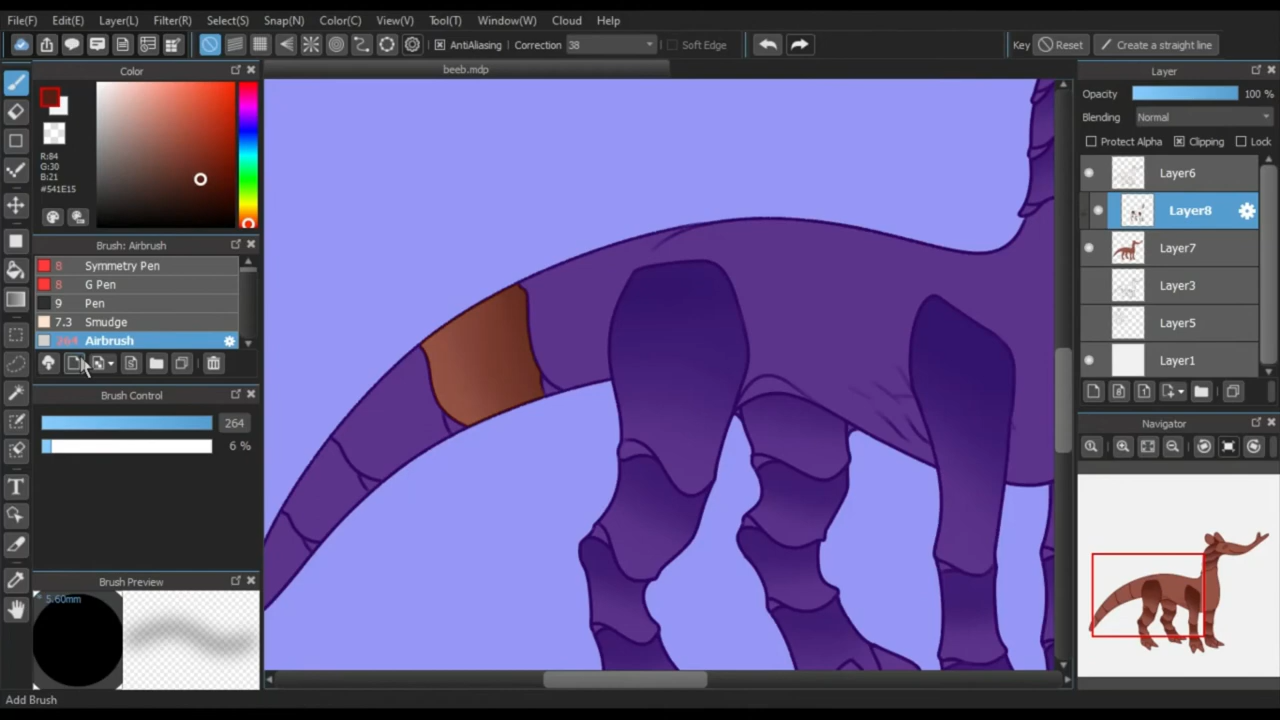 File(F) Edit(E) Layer(L) Filter(R) Select(S) Snap(N) Color(C) View(V) Tool(T) Window(W) Cloud Help
AntiAliasing Correction 38 Soft Edge Key Reset Create a straight line
beeb.mdp
Color
R:84
G:30
B:21
#541E15
Brush: Airbrush
8 Symmetry Pen
8 G Pen
9 Pen
7.3 Smudge
264 Airbrush
Brush Control
264
6 %
Brush Preview
5.60mm
Add Brush
Layer
Opacity 100 %
Blending Normal
Protect Alpha Clipping Lock
Layer6
Layer8
Layer7
Layer3
Layer5
Layer1
Navigator